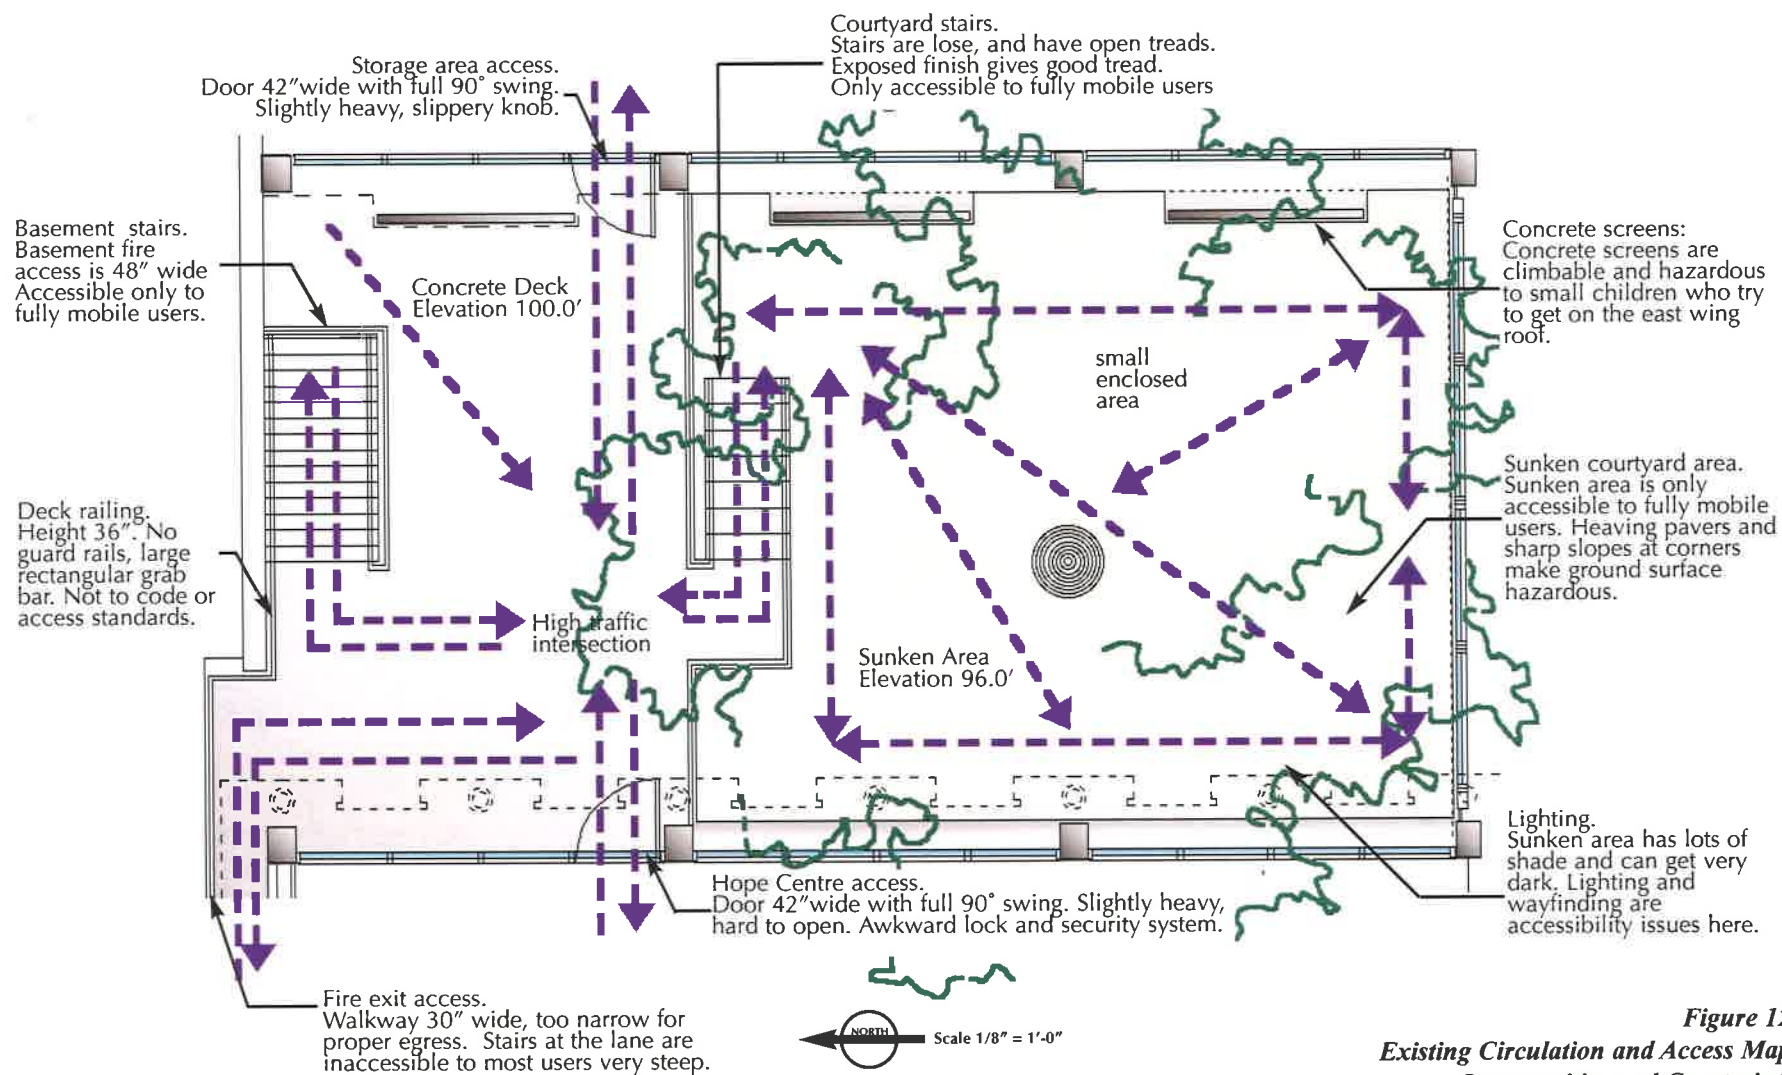 Courtyard stairs.
Stairs are lose, and have open treads.
Exposed finish gives good tread.
Only accessible to fully mobile users
Storage area access.
Door 42"wide with full 90° swing.
Slightly heavy, slippery knob.
Basement stairs.
Basement fire
access is 48" wide
Accessible only to
fully mobile users.
Concrete Deck
Elevation 100.0'
Concrete screens:
Concrete screens are
climbable and hazardous
to small children who try
to get on the east wing
roof.
small
enclosed
area
Deck railing.
Height 36". No
guard rails, large
rectangular grab
bar. Not to code or
access standards.
Sunken courtyard area.
Sunken area is only
accessible to fully mobile
users. Heaving pavers and
sharp slopes at corners
make ground surface
hazardous.
High traffic
intersection
Sunken Area
Elevation 96.0'
Lighting.
Sunken area has lots of
shade and can get very
dark. Lighting and
wayfinding are
accessibility issues here.
Hope Centre access.
Door 42"wide with full 90° swing. Slightly heavy,
hard to open. Awkward lock and security system.
Fire exit access.
Walkway 30" wide, too narrow for
proper egress. Stairs at the lane are
inaccessible to most users very steep.
NORTH
Scale 1/8" = 1'-0"
Figure
Existing Circulation and Access Map